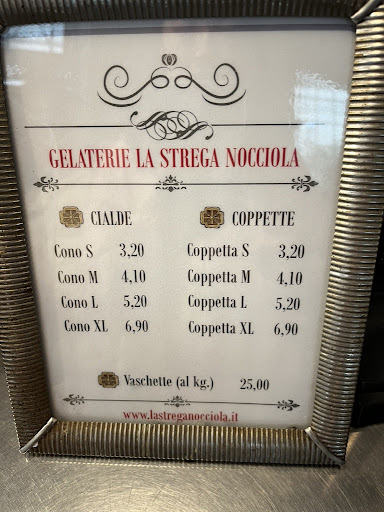 GELATERIE LA STREGA NOCCIOLA
CIALDE
Cono S 3,20
Cono M 4,10
Cono L 5,20
Cono XL 6,90
COPPETTE
Coppetta S 3,20
Coppetta M 4,10
Coppetta L 5,20
Coppetta XL 6,90
Vaschette (al kg.) 25,00
www.lastreganocciola.it